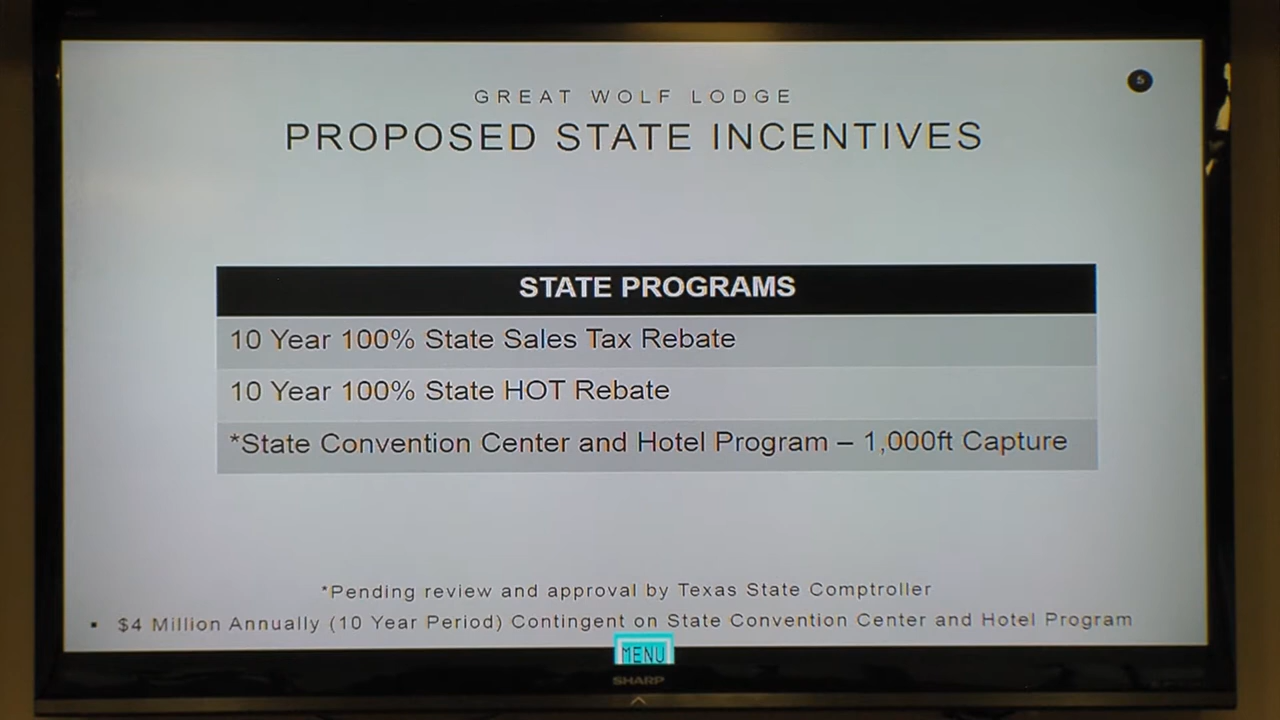 5
GREAT WOLF LODGE
PROPOSED STATE INCENTIVES
STATE PROGRAMS
10 Year 100% State Sales Tax Rebate
10 Year 100% State HOT Rebate
*State Convention Center and Hotel Program – 1,000ft Capture
*Pending review and approval by Texas State Comptroller
▪ $4 Million Annually (10 Year Period) Contingent on State Convention Center and Hotel Program
MENU
SHARP